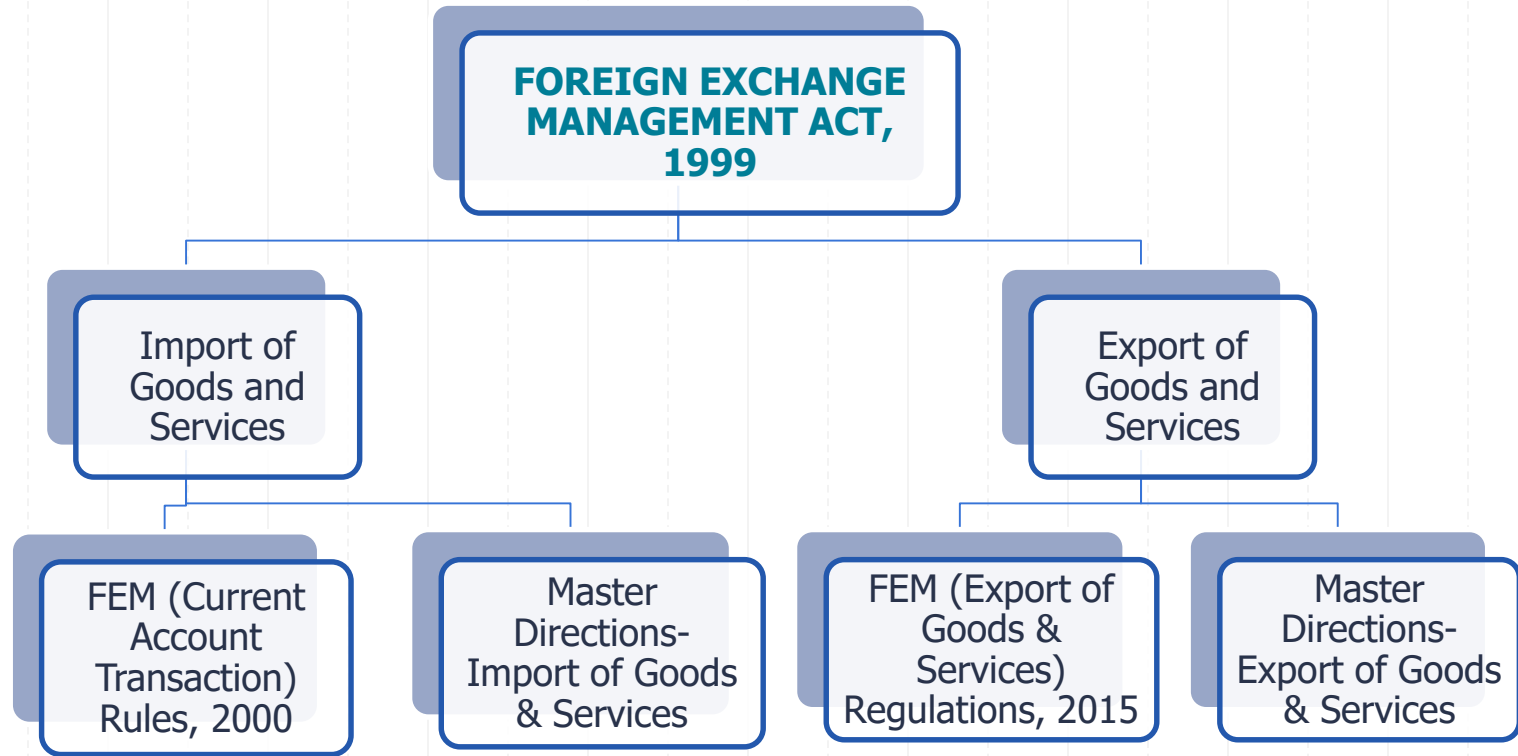 FOREIGN EXCHANGE
MANAGEMENT ACT,
1999
Import of
Goods and
Services
Export of
Goods and
Services
FEM (Current
Account
Transaction)
Rules, 2000
Master
Directions-
Import of Goods
& Services
FEM (Export of
Goods &
Services)
Regulations, 2015
Master
Directions-
Export of Goods
& Services